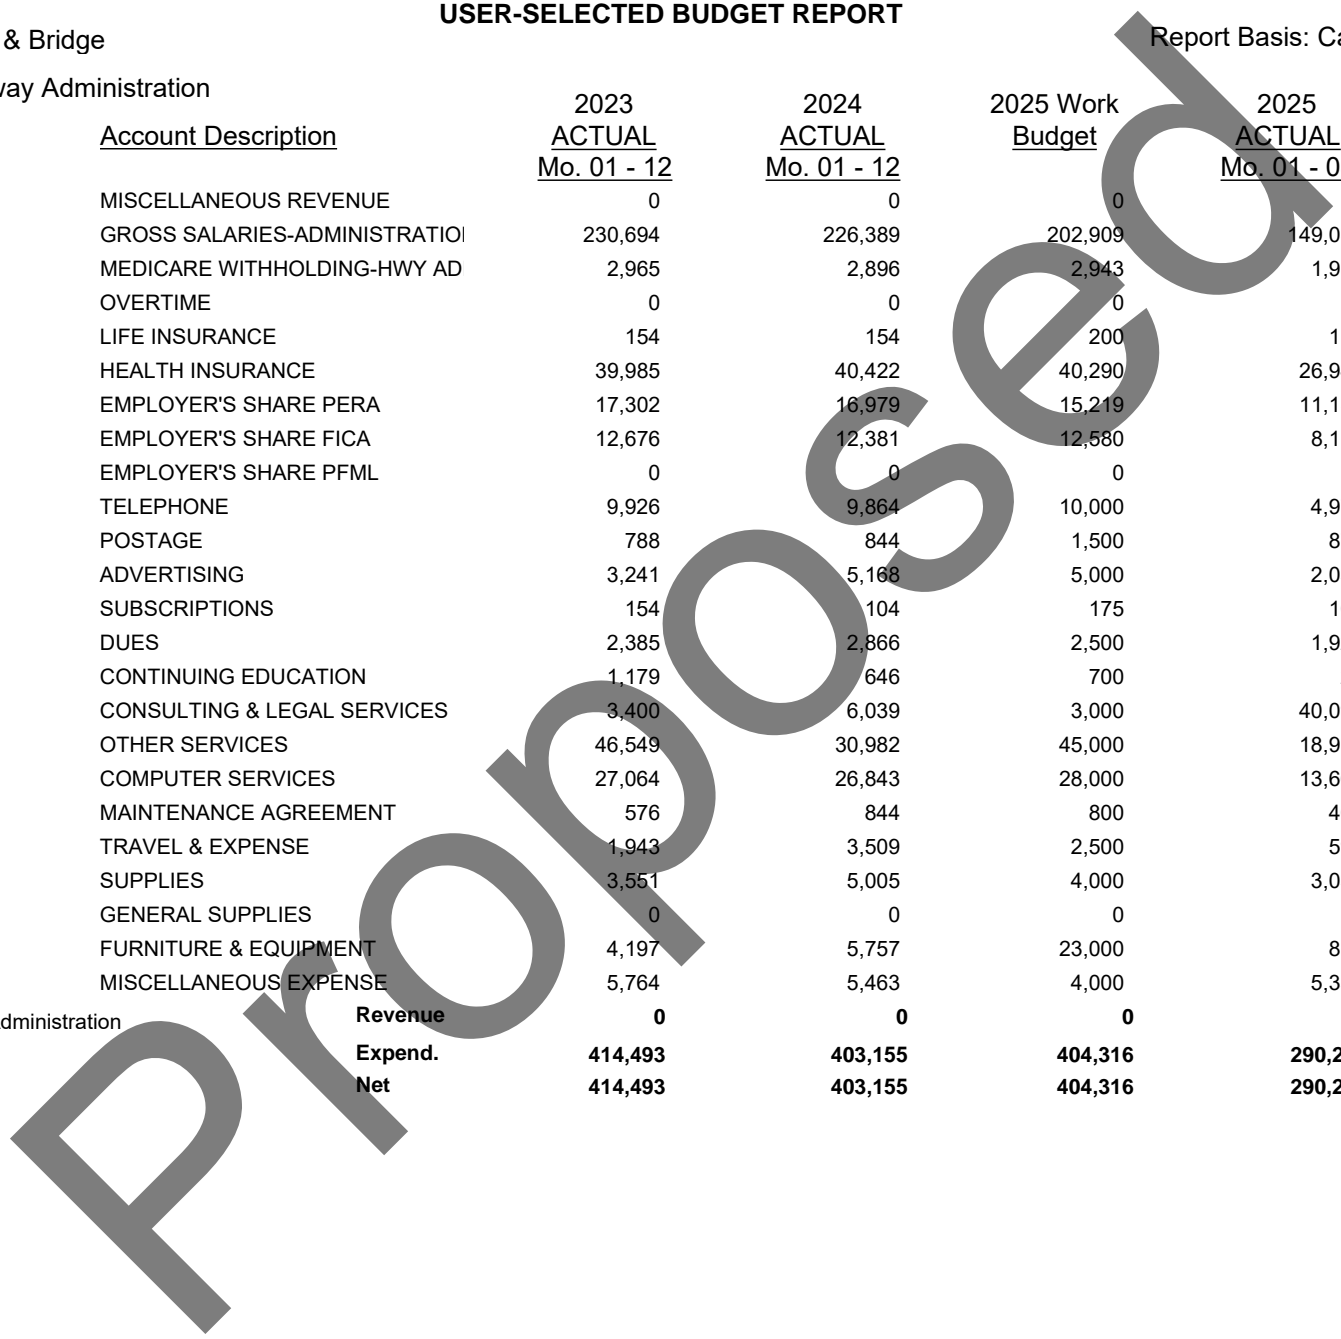 USER-SELECTED BUDGET REPORT
& Bridge Report Basis: Ca
way Administration
2023 2024 2025 Work 2025
Account Description ACTUAL ACTUAL Budget ACTUAL
Mo. 01 - 12 Mo. 01 - 12 Mo. 01 - 0
MISCELLANEOUS REVENUE 0 0 0
GROSS SALARIES-ADMINISTRATIO 230,694 226,389 202,909 149,0
MEDICARE WITHHOLDING-HWY AD 2,965 2,896 2,943 1,9
OVERTIME 0 0 0
LIFE INSURANCE 154 154 200 1
HEALTH INSURANCE 39,985 40,422 40,290 26,9
EMPLOYER'S SHARE PERA 17,302 16,979 15,219 11,1
EMPLOYER'S SHARE FICA 12,676 12,381 12,580 8,1
EMPLOYER'S SHARE PFML 0 0 0
TELEPHONE 9,926 9,864 10,000 4,9
POSTAGE 788 844 1,500 8
ADVERTISING 3,241 5,168 5,000 2,0
SUBSCRIPTIONS 154 104 175 1
DUES 2,385 2,866 2,500 1,9
CONTINUING EDUCATION 1,179 646 700
CONSULTING & LEGAL SERVICES 3,400 6,039 3,000 40,0
OTHER SERVICES 46,549 30,982 45,000 18,9
COMPUTER SERVICES 27,064 26,843 28,000 13,6
MAINTENANCE AGREEMENT 576 844 800 4
TRAVEL & EXPENSE 1,943 3,509 2,500 5
SUPPLIES 3,551 5,005 4,000 3,0
GENERAL SUPPLIES 0 0 0
FURNITURE & EQUIPMENT 4,197 5,757 23,000 8
MISCELLANEOUS EXPENSE 5,764 5,463 4,000 5,3
dministration Revenue 0 0 0
Expend. 414,493 403,155 404,316 290,2
Net 414,493 403,155 404,316 290,2
Proposed